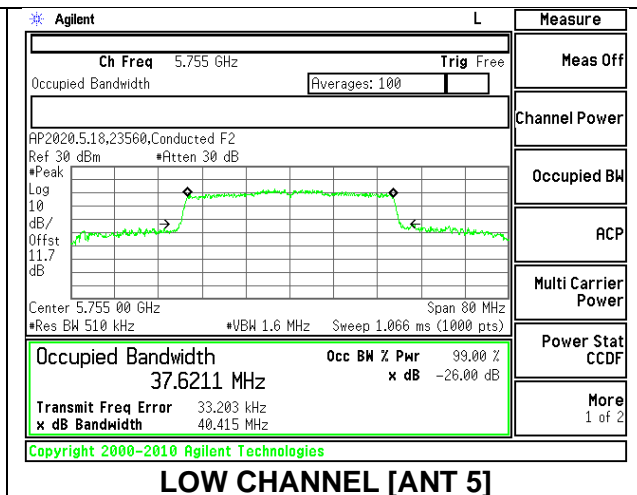 Agilent L Measure
Ch Freq 5.755 GHz Trig Free Meas Off
Occupied Bandwidth Averages: 100
Channel Power
AP2020.5.18,23560,Conducted F2
Ref 30 dBm #Atten 30 dB
#Peak Occupied BW
Log
10
dB/ ACP
Offst
11.7
dB
Multi Carrier
Power
Center 5.755 00 GHz Span 80 MHz
#Res BW 510 kHz #VBW 1.6 MHz Sweep 1.066 ms (1000 pts)
Power Stat
CCDF
Occupied Bandwidth Occ BW % Pwr 99.00 %
37.6211 MHz x dB -26.00 dB
Transmit Freq Error 33.203 kHz More
x dB Bandwidth 40.415 MHz 1 of 2
Copyright 2000-2010 Agilent Technologies
LOW CHANNEL [ANT 5]